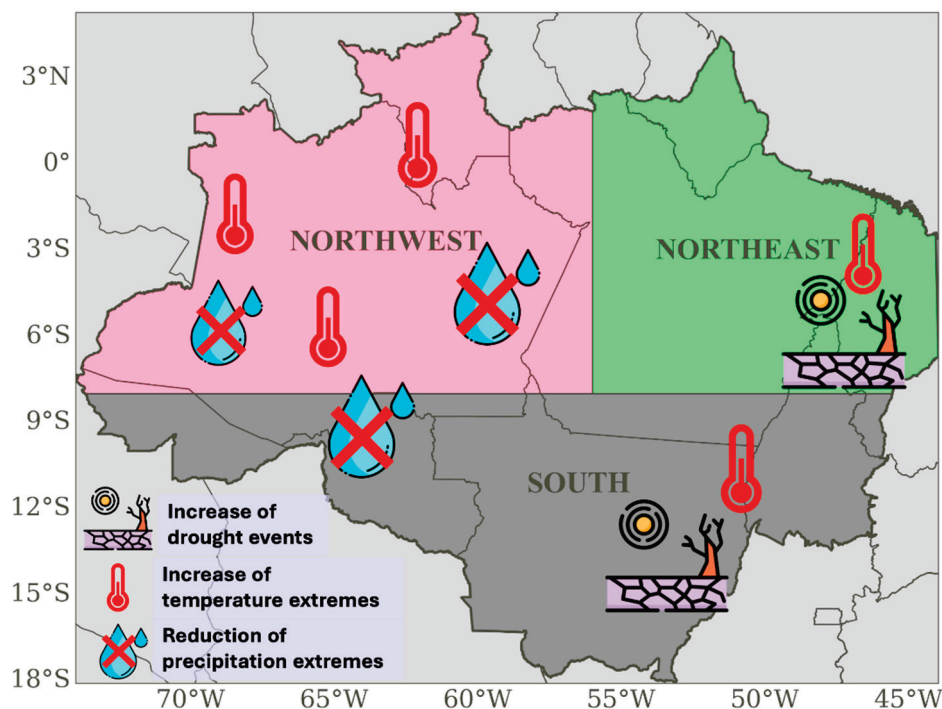 3°N
0°
3°S
6°S
9°S
12°S
15°S
18°S
NORTHWEST
NORTHEAST
SOUTH
Increase of
drought events
Increase of
temperature extremes
Reduction of
precipitation extremes
70°W 65°W 60°W 55°W 50°W 45°W